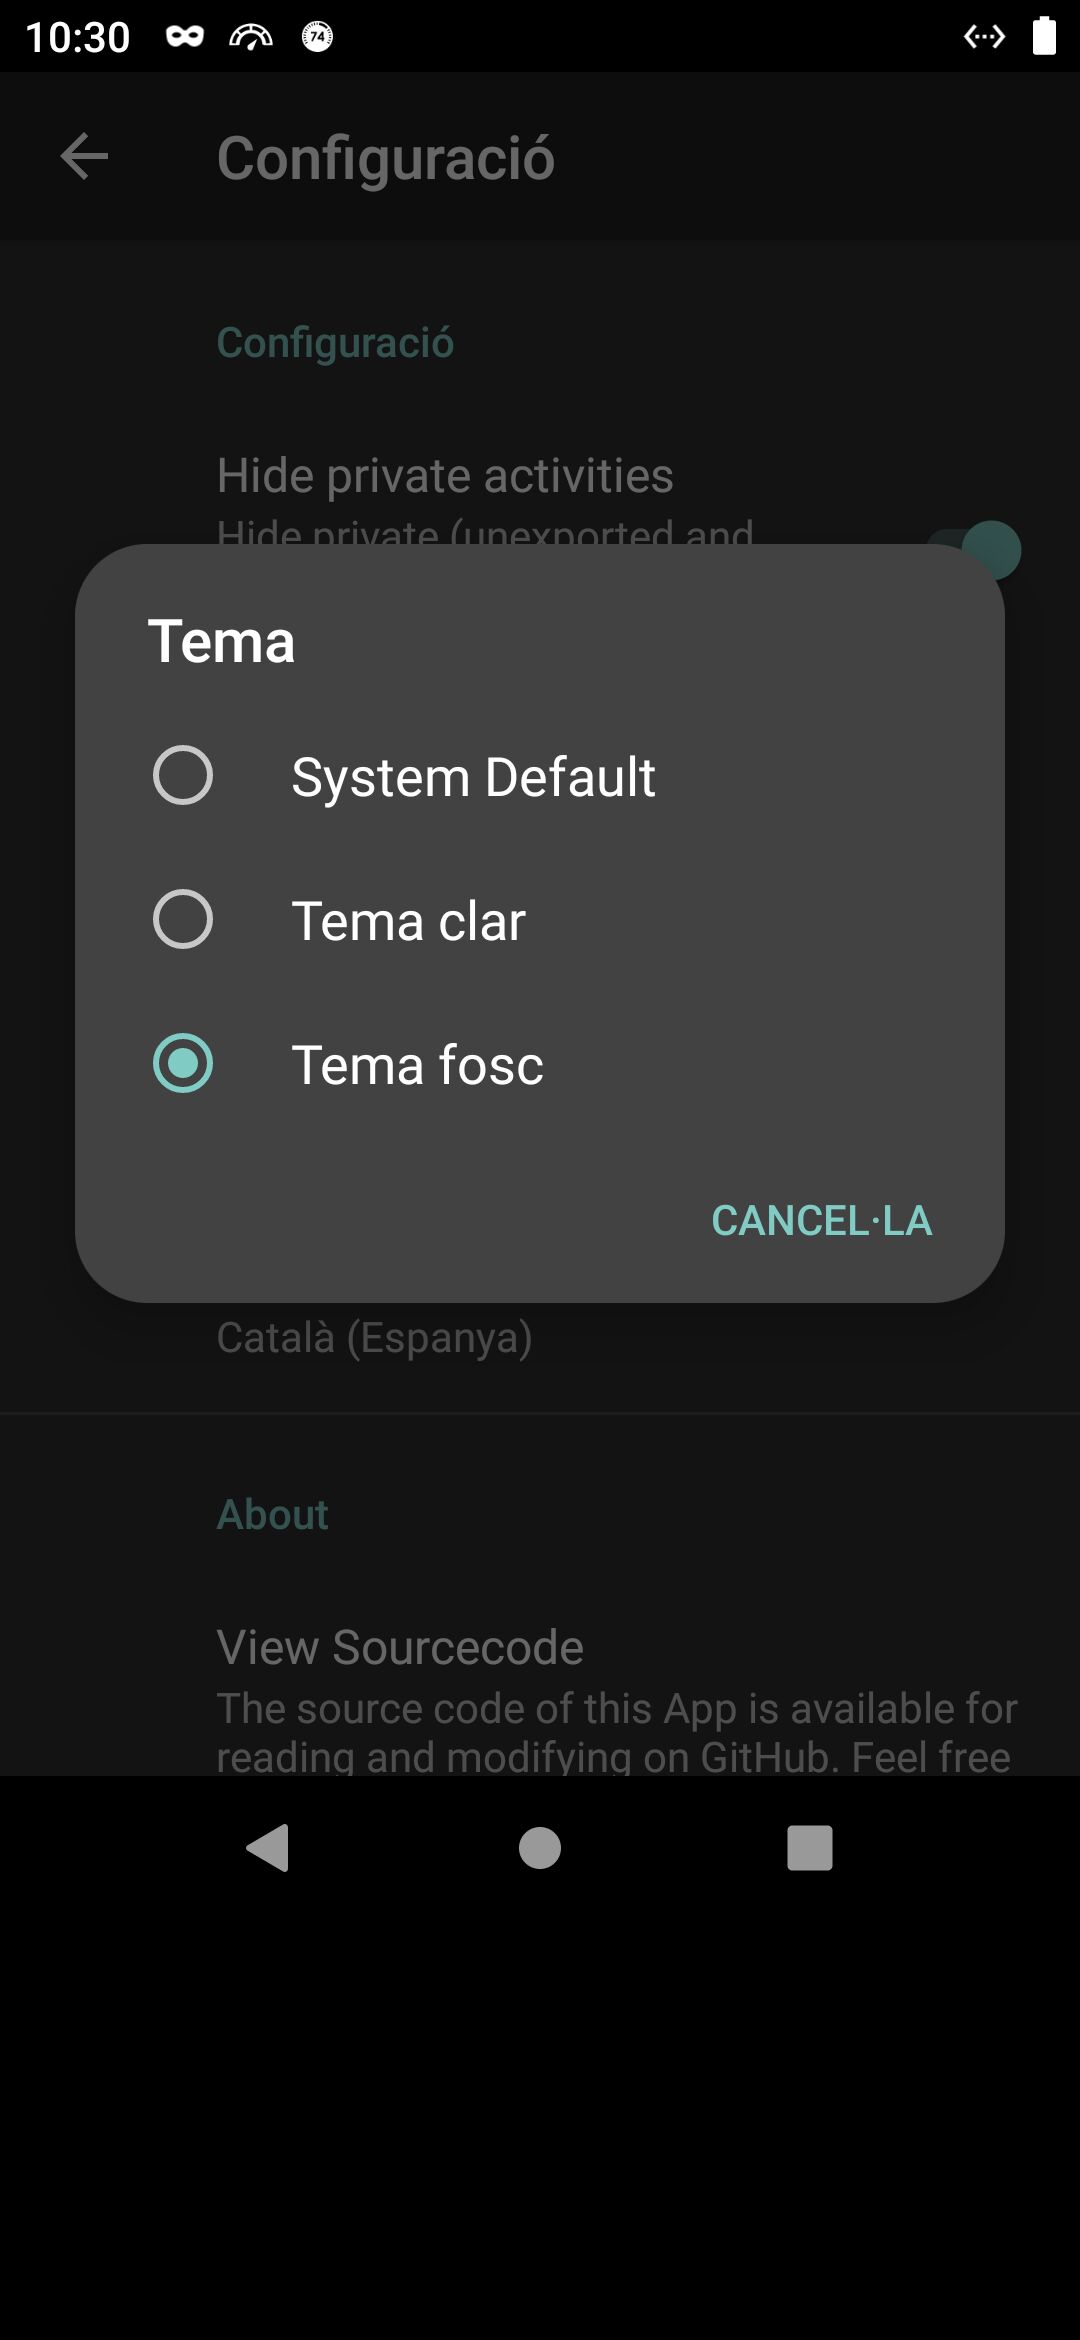 10:30
74
Configuració
Configuració
Hide private activities
Hide private (unexported and
Tema
System Default
Tema clar
Tema fosc
CANCEL·LA
Català (Espanya)
About
View Sourcecode
The source code of this App is available for
reading and modifying on GitHub. Feel free